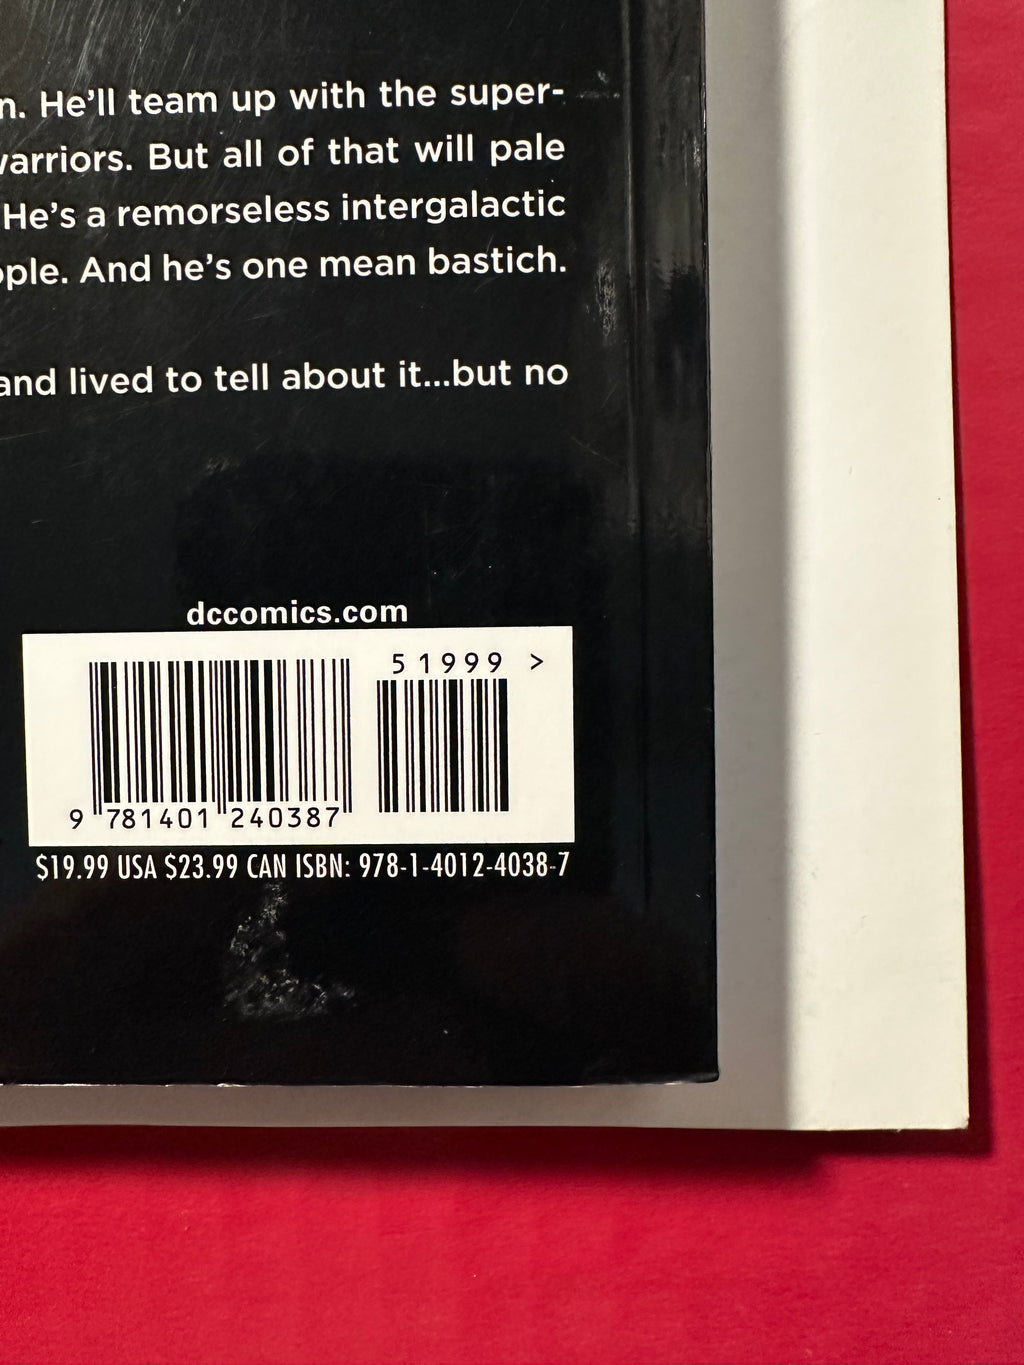 He'll team up with the super-
But all of that will pale
He's a remorseless intergalactic
And he's one mean bastich.
and lived to tell about it...but no
dccomics.com
51999 >
9 781401 240387
$19.99 USA $23.99 CAN ISBN: 978-1-4012-4038-7